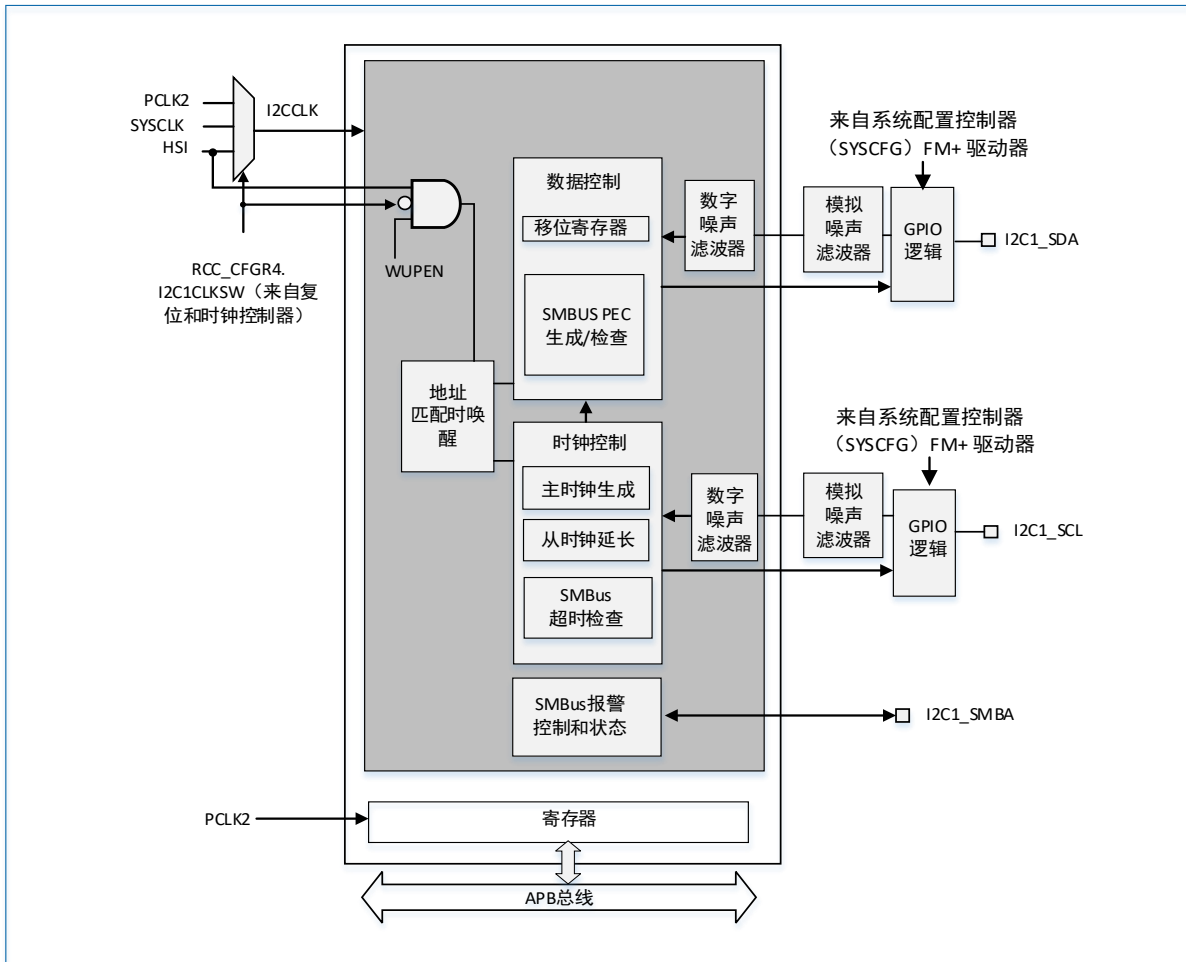 PCLK2
SYSCLK
HSI
I2CCLK
RCC_CFGR4.
I2C1CLKSW（来自复
位和时钟控制器）
WUPEN
地址
匹配时唤
醒
数据控制
移位寄存器
SMBUS PEC
生成/检查
数字
噪声
滤波器
模拟
噪声
滤波器
来自系统配置控制器
（SYSCFG）FM+ 驱动器
GPIO
逻辑
I2C1_SDA
时钟控制
主时钟生成
从时钟延长
SMBus
超时检查
数字
噪声
滤波器
模拟
噪声
滤波器
来自系统配置控制器
（SYSCFG）FM+ 驱动器
GPIO
逻辑
I2C1_SCL
SMBus报警
控制和状态
I2C1_SMBA
PCLK2
寄存器
APB总线